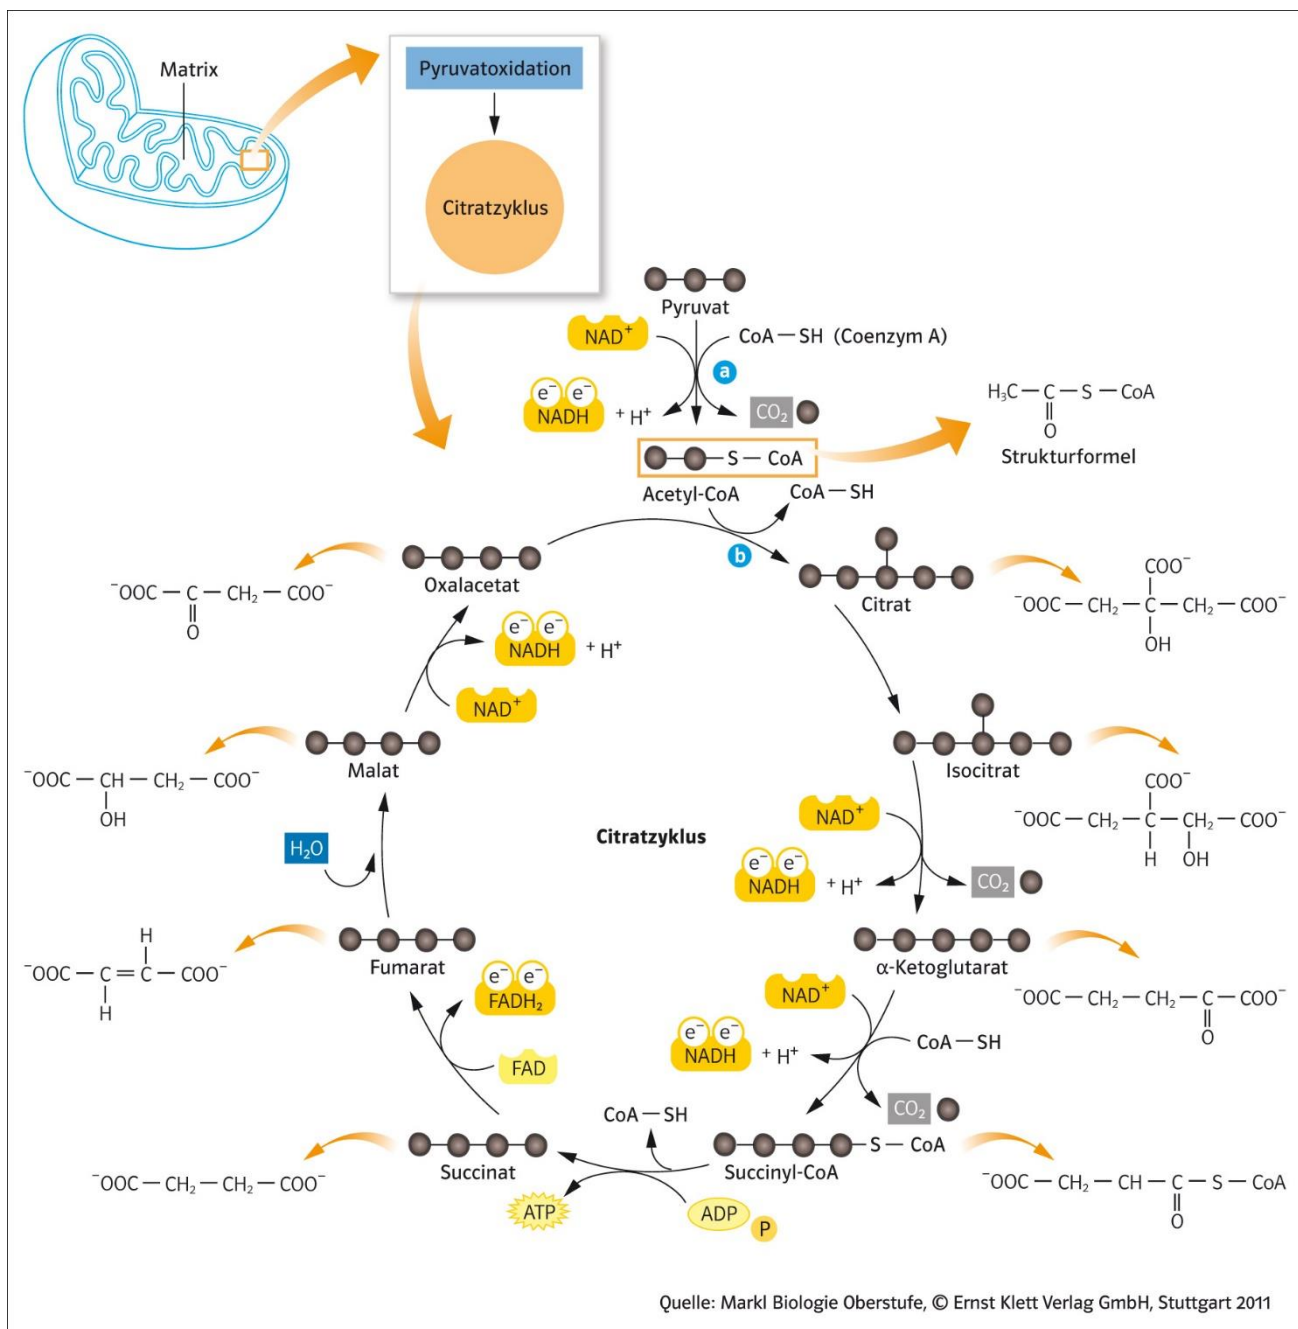 Matrix
Pyruvatoxidation
Citratzyklus
Pyruvat
NAD⁺
CoA — SH (Coenzym A)
a
e⁻ e⁻
NADH + H⁺
CO₂
H₃C — C — S — CoA
O
Strukturformel
S — CoA
Acetyl-CoA
CoA — SH
b
Oxalacetat
⁻OOC — C — CH₂ — COO⁻
O
Citrat
COO⁻
⁻OOC — CH₂ — C — CH₂ — COO⁻
OH
e⁻ e⁻
NADH + H⁺
NAD⁺
Malat
⁻OOC — CH — CH₂ — COO⁻
OH
Isocitrat
COO⁻
⁻OOC — CH₂ — C — CH₂ — COO⁻
H OH
NAD⁺
Citratzyklus
H₂O
e⁻ e⁻
NADH + H⁺
CO₂
Fumarat
H
⁻OOC — C = C — COO⁻
H
α-Ketoglutarat
⁻OOC — CH₂ — CH₂ — C — COO⁻
O
e⁻ e⁻
FADH₂
FAD
NAD⁺
e⁻ e⁻
NADH + H⁺
CoA — SH
CO₂
CoA — SH
Succinat
⁻OOC — CH₂ — CH₂ — COO⁻
S — CoA
Succinyl-CoA
⁻OOC — CH₂ — CH — C — S — CoA
O
ATP
ADP
P
Quelle: Markl Biologie Oberstufe, © Ernst Klett Verlag GmbH, Stuttgart 2011